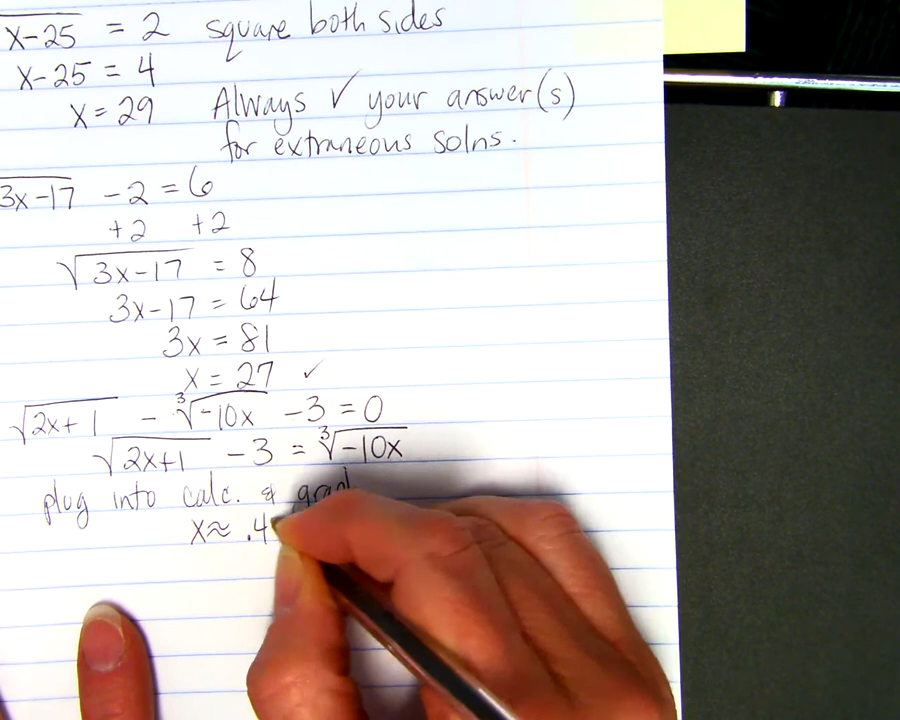 x-25 = 2 square both sides
x-25 = 4
x = 29 Always ✓ your answer(s)
for extraneous solns.
3x-17 -2 = 6
+2 +2
√3x-17 = 8
3x-17 = 64
3x = 81
x = 27 ✓
√2x+1 - ³√-10x -3 = 0
√2x+1 -3 = ³√-10x
plug into calc. &
x ≈ .4